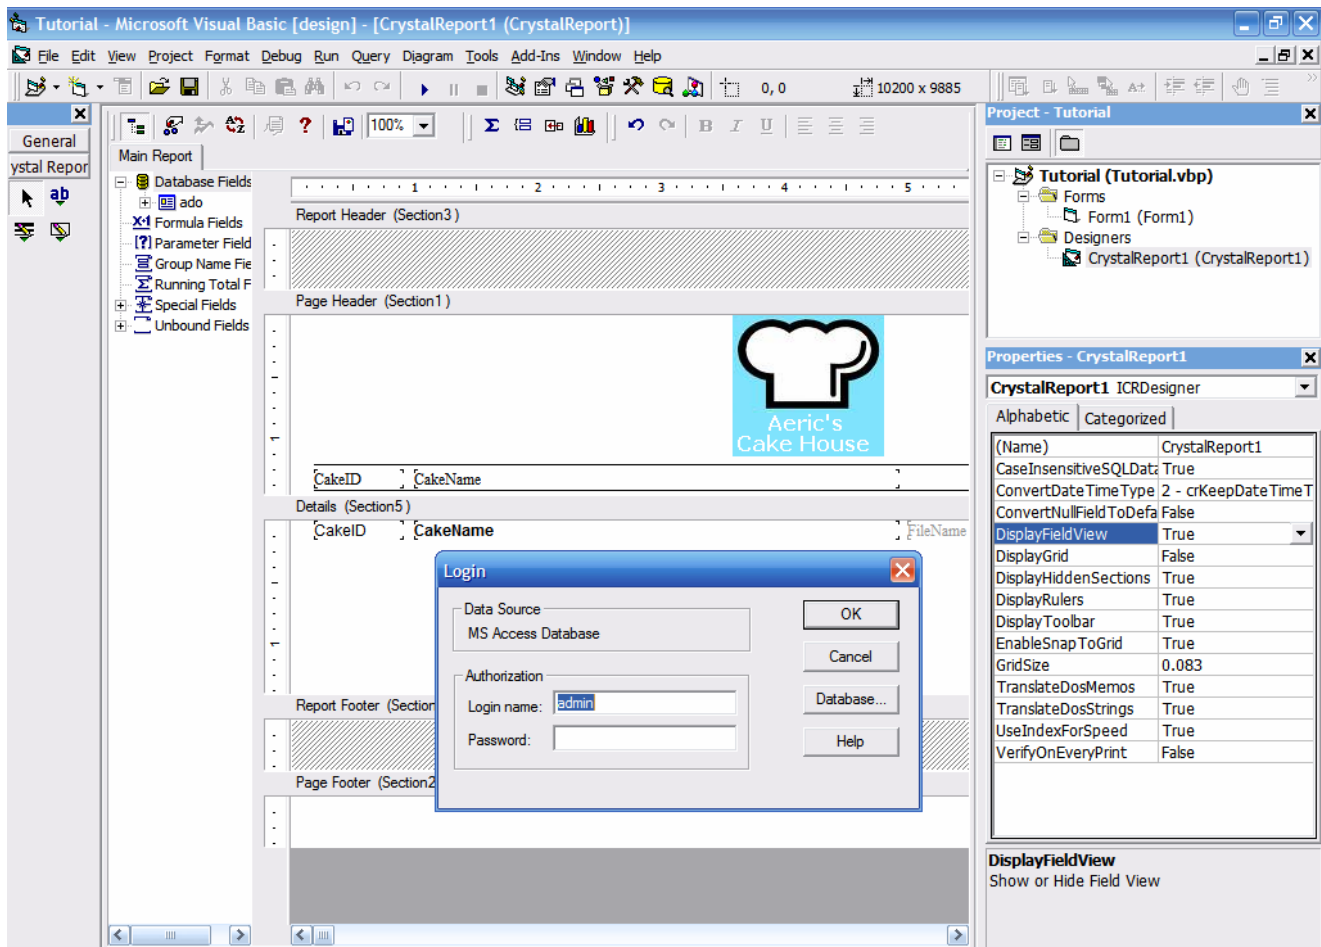 Tutorial - Microsoft Visual Basic [design] - [CrystalReport1 (CrystalReport)]
File Edit View Project Format Debug Run Query Diagram Tools Add-Ins Window Help
0, 0 10200 x 9885
General
ystal Repor
100%
Σ B I U
Main Report
Database Fields
ado
Formula Fields
Parameter Field
Group Name Fie
Running Total F
Special Fields
Unbound Fields
1 2 3 4 5
Report Header (Section3)
Page Header (Section1)
Aeric's
Cake House
CakeID CakeName
Details (Section5)
CakeID CakeName FileName
1
1
Report Footer (Section
Page Footer (Section2
Login
Data Source
MS Access Database
Authorization
Login name: admin
Password:
OK
Cancel
Database...
Help
Project - Tutorial
Tutorial (Tutorial.vbp)
Forms
Form1 (Form1)
Designers
CrystalReport1 (CrystalReport1)
Properties - CrystalReport1
CrystalReport1 ICRDesigner
Alphabetic Categorized
(Name) CrystalReport1
CaseInsensitiveSQLData True
ConvertDateTimeType 2 - crKeepDateTimeT
ConvertNullFieldToDefa False
DisplayFieldView True
DisplayGrid False
DisplayHiddenSections True
DisplayRulers True
DisplayToolbar True
EnableSnapToGrid True
GridSize 0.083
TranslateDosMemos True
TranslateDosStrings True
UseIndexForSpeed True
VerifyOnEveryPrint False
DisplayFieldView
Show or Hide Field View